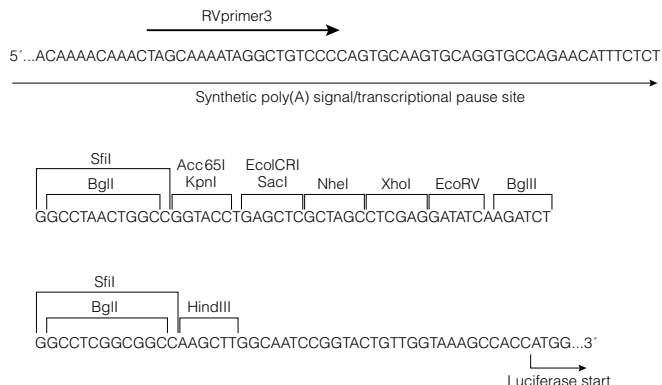 RVprimer3
5´...ACAAAACAAACTAGCAAAATAGGCTGTCCCCAGTGCAAGTGCAGGTGCCAGAACATTTCTCT
Synthetic poly(A) signal/transcriptional pause site
SfiI
Acc65I EcolCRI
BglI KpnI SacI NheI XhoI EcoRV BglII
GGCCTAACTGGCCGGTACCTGAGCTCGCTAGCCTCGAGGATATCAAGATCT
SfiI
BglI HindIII
GGCCTCGGCGGCCAAGCTTGGCAATCCGGTACTGTTGGTAAAGCCACCATGG...3´
Luciferase start